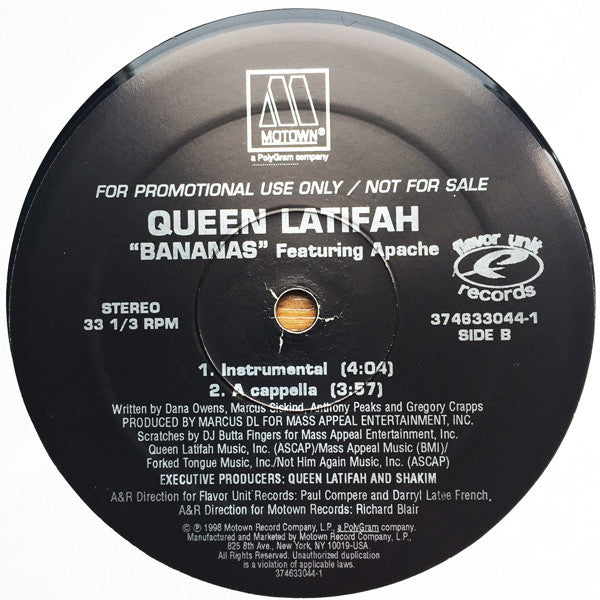 MOTOWN®
a PolyGram company
FOR PROMOTIONAL USE ONLY / NOT FOR SALE
QUEEN LATIFAH
"BANANAS" Featuring Apache
flavor unit
records
STEREO
33 1/3 RPM
374633044-1
SIDE B
1. Instrumental (4:04)
2. A cappella (3:57)
Written by Dana Owens, Marcus Siskind, Anthony Peaks and Gregory Crapps
PRODUCED BY MARCUS DL FOR MASS APPEAL ENTERTAINMENT, INC.
Scratches by DJ Butta Fingers for Mass Appeal Entertainment, Inc.
Queen Latifah Music, Inc. (ASCAP)/Mass Appeal Music (BMI)/
Forked Tongue Music, Inc./Not Him Again Music, Inc. (ASCAP)
EXECUTIVE PRODUCERS: QUEEN LATIFAH AND SHAKIM
A&R Direction for Flavor Unit Records: Paul Compere and Darryl Latee French,
A&R Direction for Motown Records: Richard Blair
© ℗ 1998 Motown Record Company, L.P., a PolyGram company.
Manufactured and Marketed by Motown Record Company, L.P.,
825 8th Ave., New York, NY 10019-USA.
All Rights Reserved. Unauthorized duplication
is a violation of applicable laws.
374633044-1